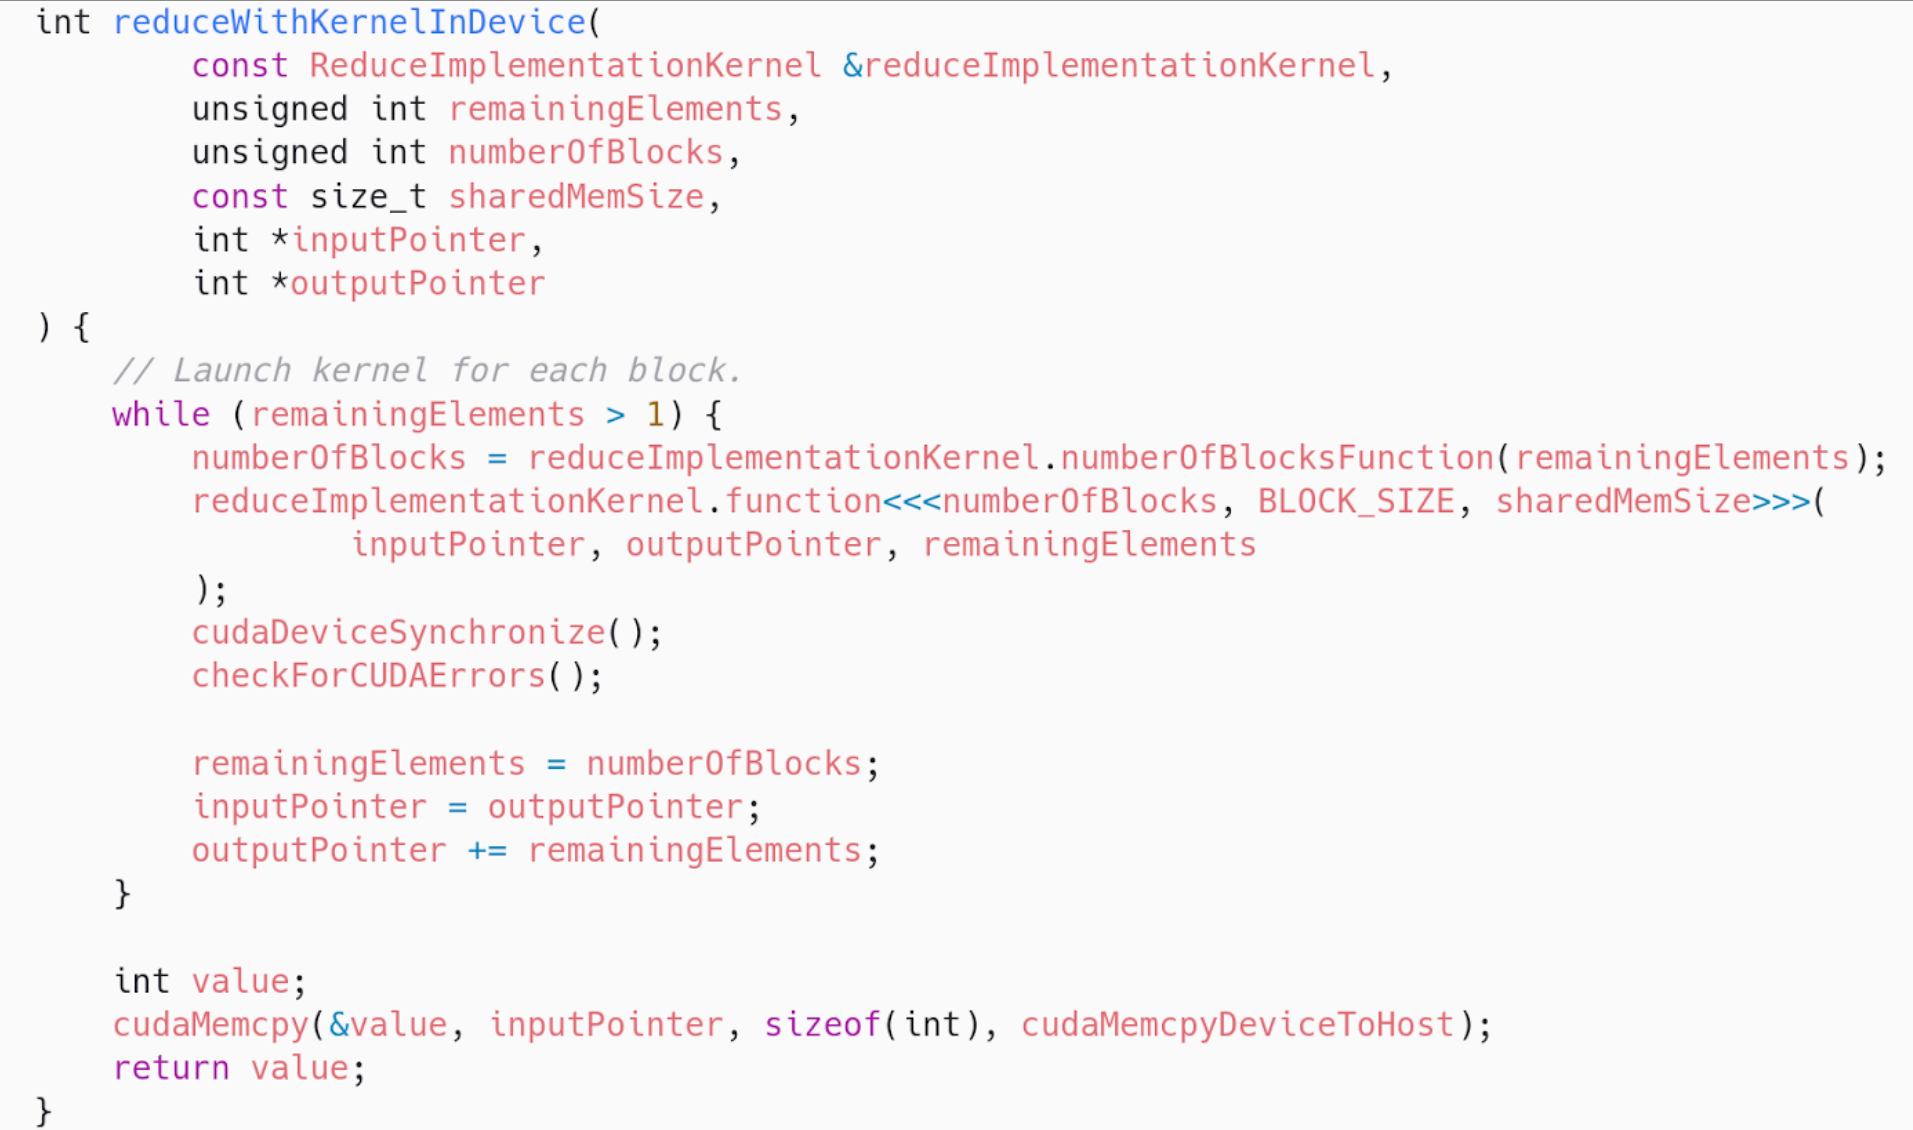 int reduceWithKernelInDevice(
        const ReduceImplementationKernel &reduceImplementationKernel,
        unsigned int remainingElements,
        unsigned int numberOfBlocks,
        const size_t sharedMemSize,
        int *inputPointer,
        int *outputPointer
) {
    // Launch kernel for each block.
    while (remainingElements > 1) {
        numberOfBlocks = reduceImplementationKernel.numberOfBlocksFunction(remainingElements);
        reduceImplementationKernel.function<<<numberOfBlocks, BLOCK_SIZE, sharedMemSize>>>(
                inputPointer, outputPointer, remainingElements
        );
        cudaDeviceSynchronize();
        checkForCUDAErrors();

        remainingElements = numberOfBlocks;
        inputPointer = outputPointer;
        outputPointer += remainingElements;
    }

    int value;
    cudaMemcpy(&value, inputPointer, sizeof(int), cudaMemcpyDeviceToHost);
    return value;
}